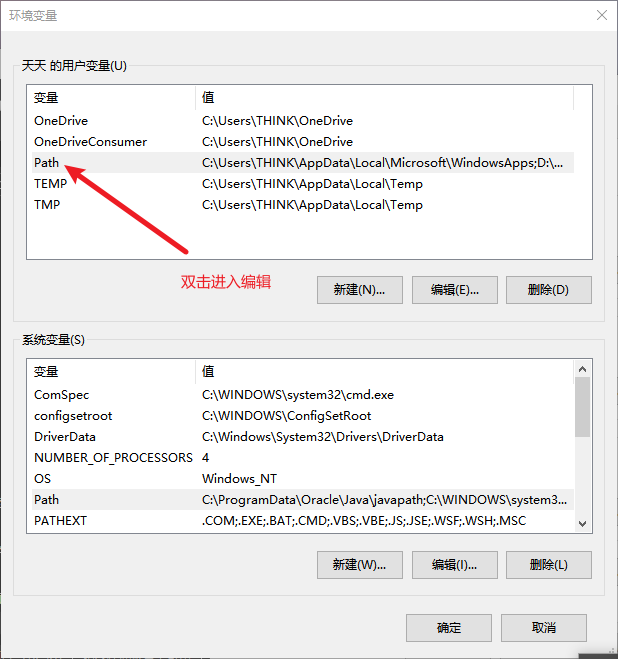 环境变量
天天 的用户变量(U)
变量 值
OneDrive C:\Users\THINK\OneDrive
OneDriveConsumer C:\Users\THINK\OneDrive
Path C:\Users\THINK\AppData\Local\Microsoft\WindowsApps;D:\...
TEMP C:\Users\THINK\AppData\Local\Temp
TMP C:\Users\THINK\AppData\Local\Temp
双击进入编辑
新建(N)... 编辑(E)... 删除(D)
系统变量(S)
变量 值
ComSpec C:\WINDOWS\system32\cmd.exe
configsetroot C:\WINDOWS\ConfigSetRoot
DriverData C:\Windows\System32\Drivers\DriverData
NUMBER_OF_PROCESSORS 4
OS Windows_NT
Path C:\ProgramData\Oracle\Java\javapath;C:\WINDOWS\system3...
PATHEXT .COM;.EXE;.BAT;.CMD;.VBS;.VBE;.JS;.JSE;.WSF;.WSH;.MSC
新建(W)... 编辑(I)... 删除(L)
确定 取消